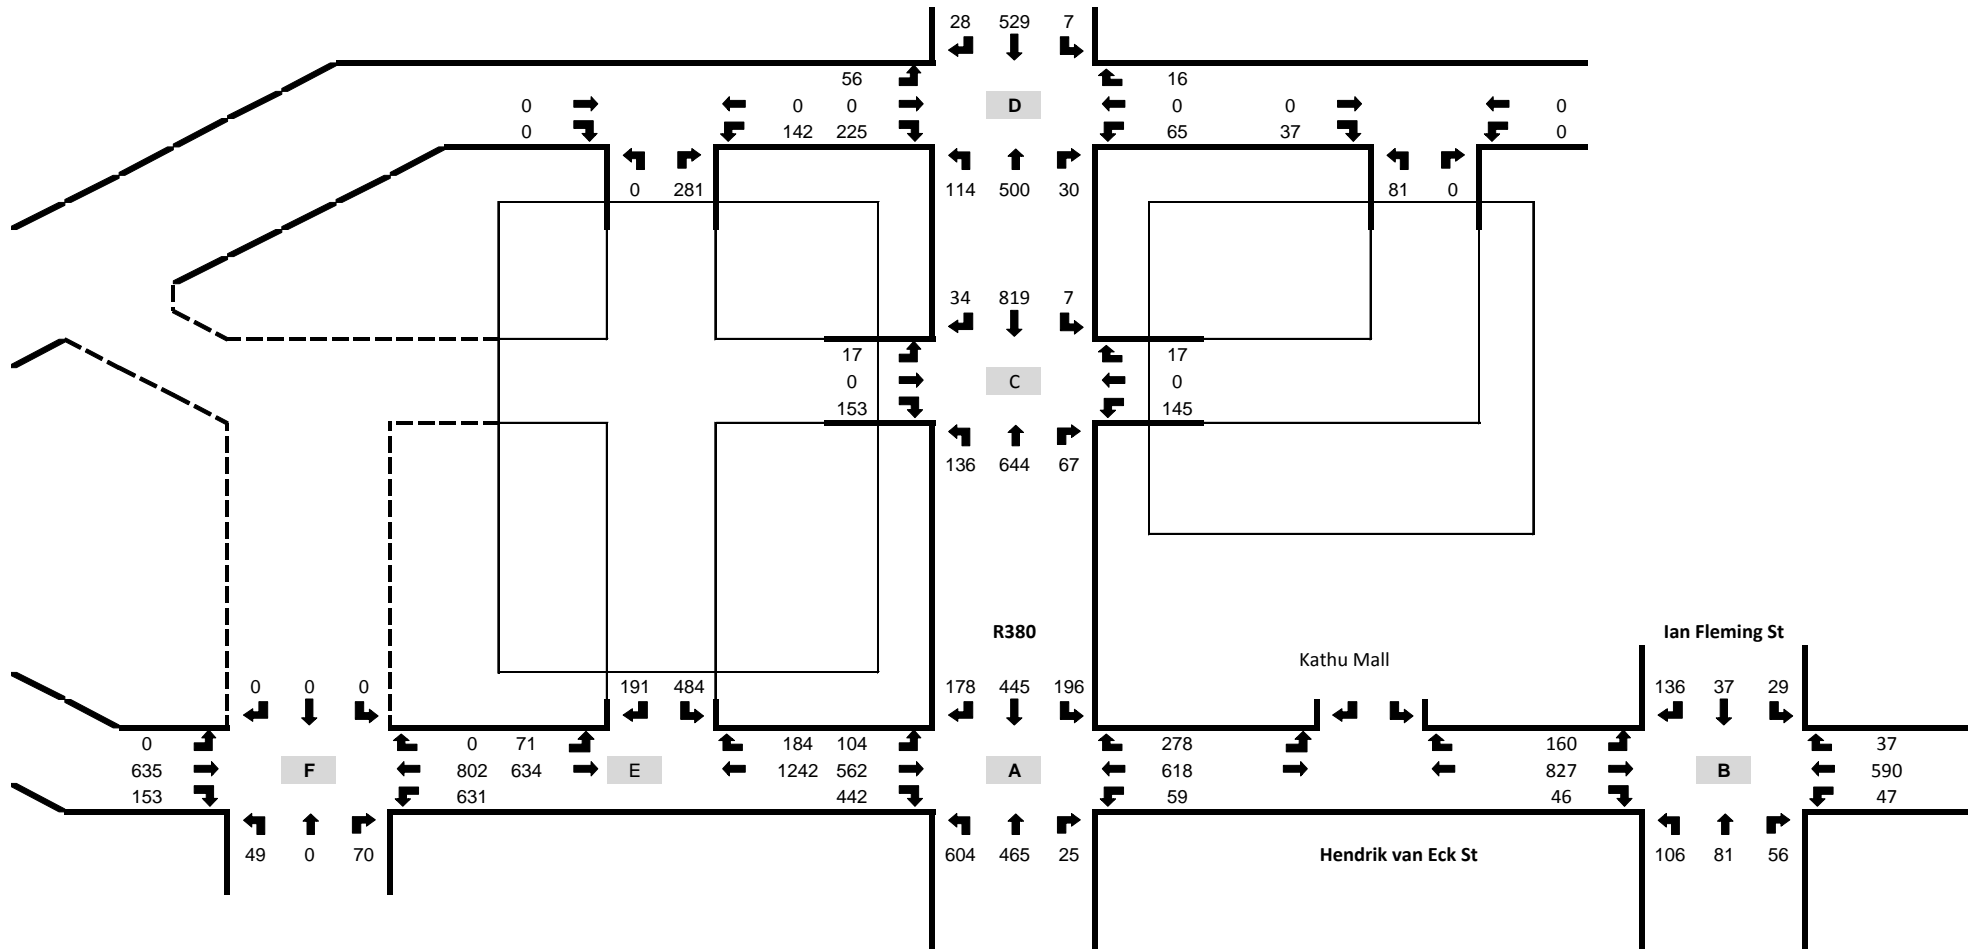 28 529 7
56 16
0 0 0 D 0 0 0
0 142 225 65 37 0
0 281 114 500 30 81 0
34 819 7
17 17
0 C 0
153 145
136 644 67
R380 Ian Fleming St
Kathu Mall
0 0 0 191 484 178 445 196 136 37 29
0 0 71 184 104 278 160 37
635 F 802 634 E 1242 562 A 618 827 B 590
153 631 442 59 46 47
49 0 70 604 465 25 Hendrik van Eck St 106 81 56